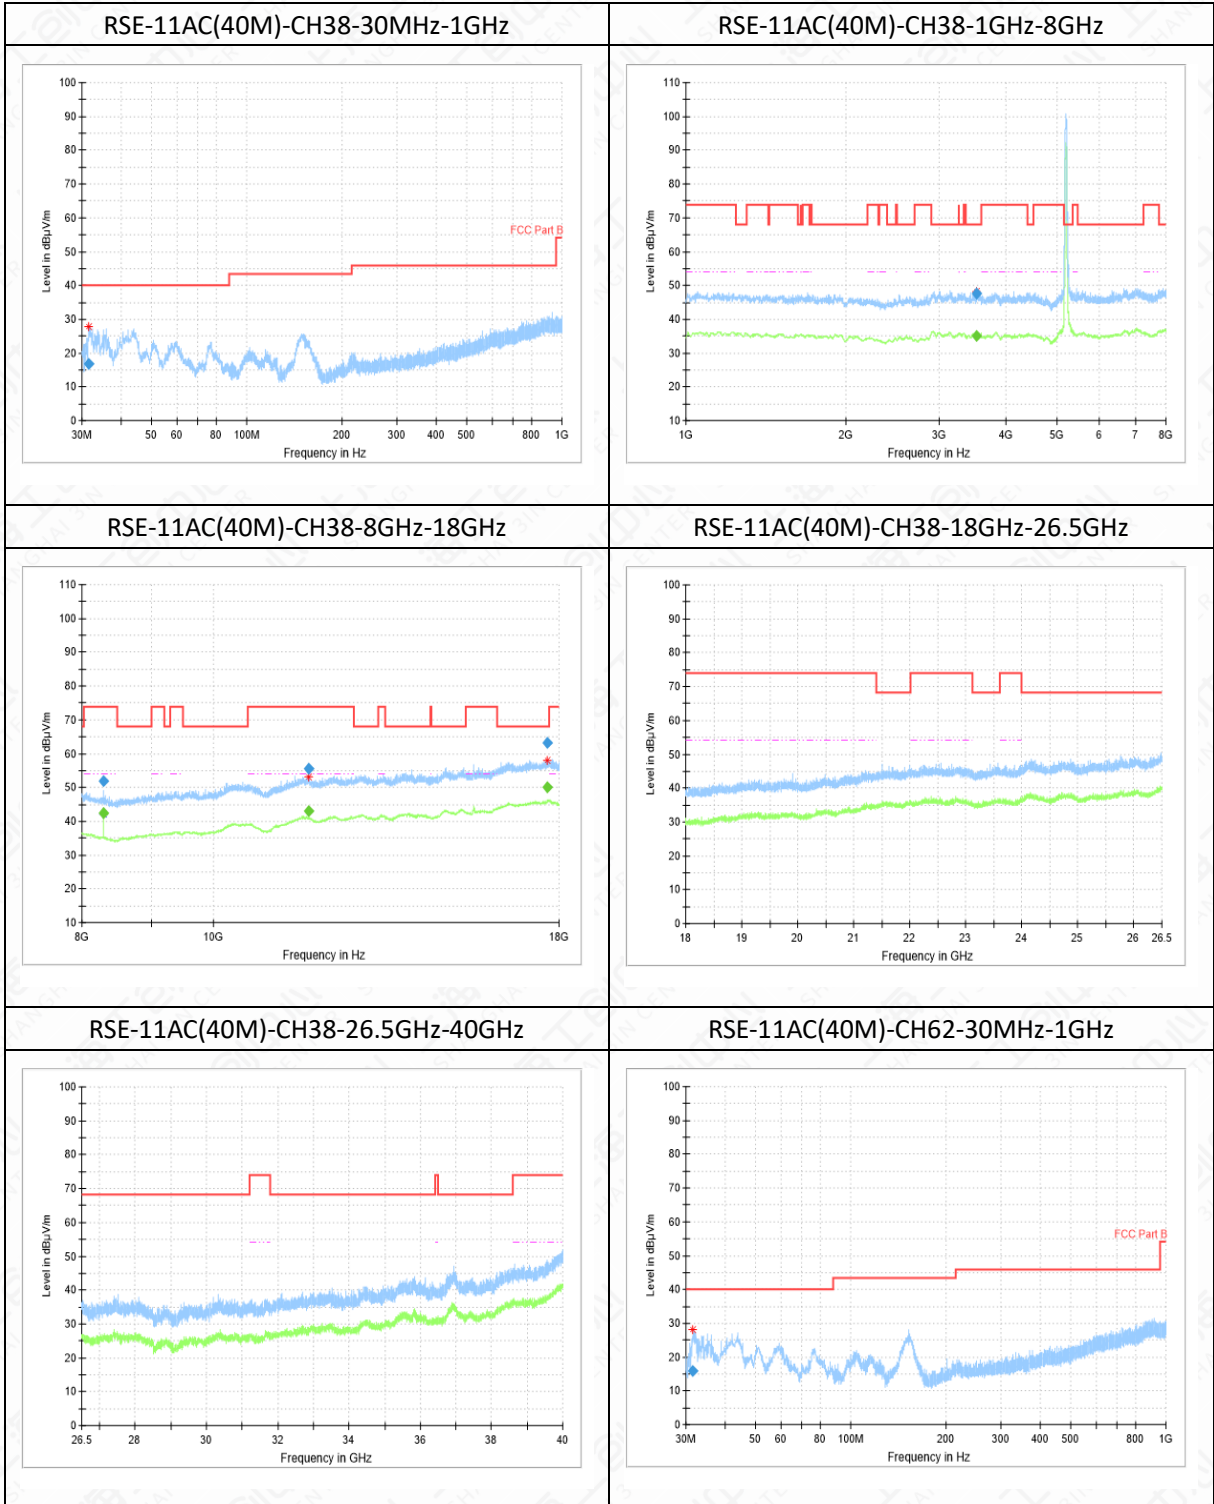 RSE-11AC(40M)-CH38-30MHz-1GHz
RSE-11AC(40M)-CH38-1GHz-8GHz
Level in dBµV/m
100
90
80
70
60
50
40
30
20
10
0
FCC Part B
30M 50 60 80 100M 200 300 400 500 800 1G
Frequency in Hz
Level in dBµV/m
110
100
90
80
70
60
50
40
30
20
10
1G 2G 3G 4G 5G 6 7 8G
Frequency in Hz
RSE-11AC(40M)-CH38-8GHz-18GHz
RSE-11AC(40M)-CH38-18GHz-26.5GHz
Level in dBµV/m
110
100
90
80
70
60
50
40
30
20
10
8G 10G 18G
Frequency in Hz
Level in dBµV/m
100
90
80
70
60
50
40
30
20
10
0
18 19 20 21 22 23 24 25 26 26.5
Frequency in GHz
RSE-11AC(40M)-CH38-26.5GHz-40GHz
RSE-11AC(40M)-CH62-30MHz-1GHz
Level in dBµV/m
100
90
80
70
60
50
40
30
20
10
0
26.5 28 30 32 34 36 38 40
Frequency in GHz
Level in dBµV/m
100
90
80
70
60
50
40
30
20
10
0
FCC Part B
30M 50 60 80 100M 200 300 400 500 800 1G
Frequency in Hz